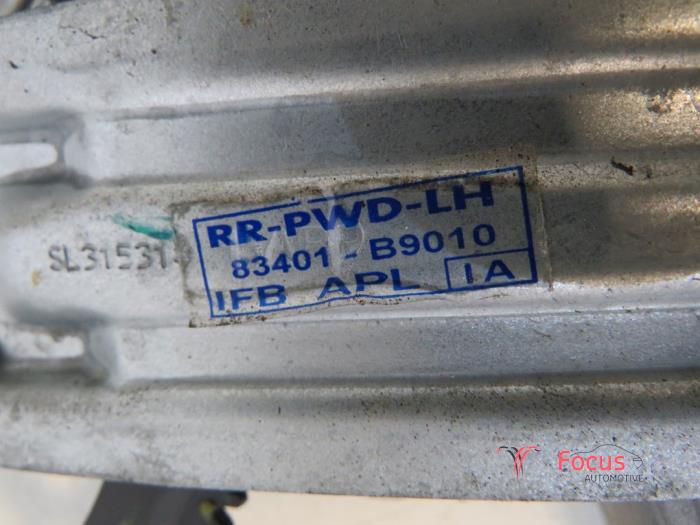 RR-PWD-LH
83401-B9010
IFB APL IA
SL31531
Focus
AUTOMOTIVE